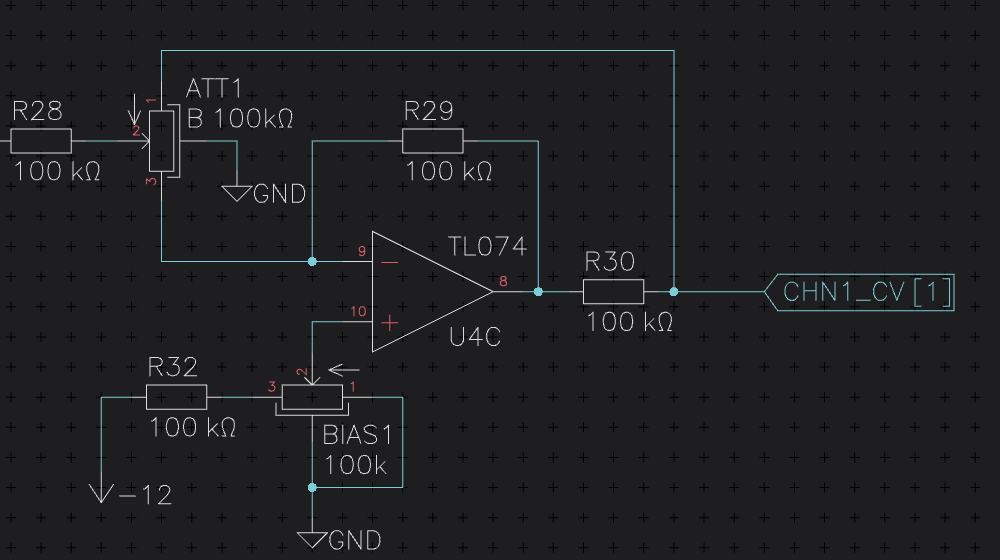 ATT1
B 100kΩ
R28
100 kΩ
1
2
3
GND
R29
100 kΩ
TL074
9
8
10
U4C
R30
100 kΩ
CHN1_CV[1]
R32
100 kΩ
3
2
1
BIAS1
100k
-12
GND